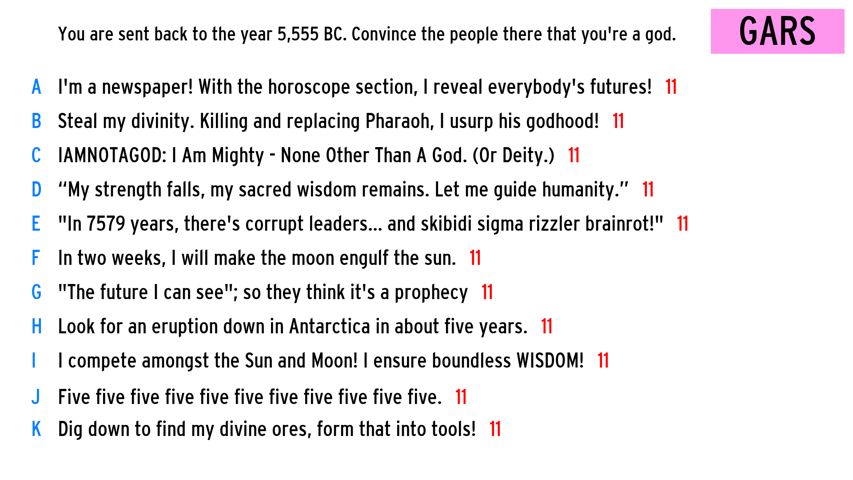 You are sent back to the year 5,555 BC. Convince the people there that you're a god.
GARS
A I'm a newspaper! With the horoscope section, I reveal everybody's futures! 11
B Steal my divinity. Killing and replacing Pharaoh, I usurp his godhood! 11
C IAMNOTAGOD: I Am Mighty - None Other Than A God. (Or Deity.) 11
D “My strength falls, my sacred wisdom remains. Let me guide humanity.” 11
E "In 7579 years, there's corrupt leaders... and skibidi sigma rizzler brainrot!" 11
F In two weeks, I will make the moon engulf the sun. 11
G "The future I can see"; so they think it's a prophecy 11
H Look for an eruption down in Antarctica in about five years. 11
I I compete amongst the Sun and Moon! I ensure boundless WISDOM! 11
J Five five five five five five five five five five five. 11
K Dig down to find my divine ores, form that into tools! 11